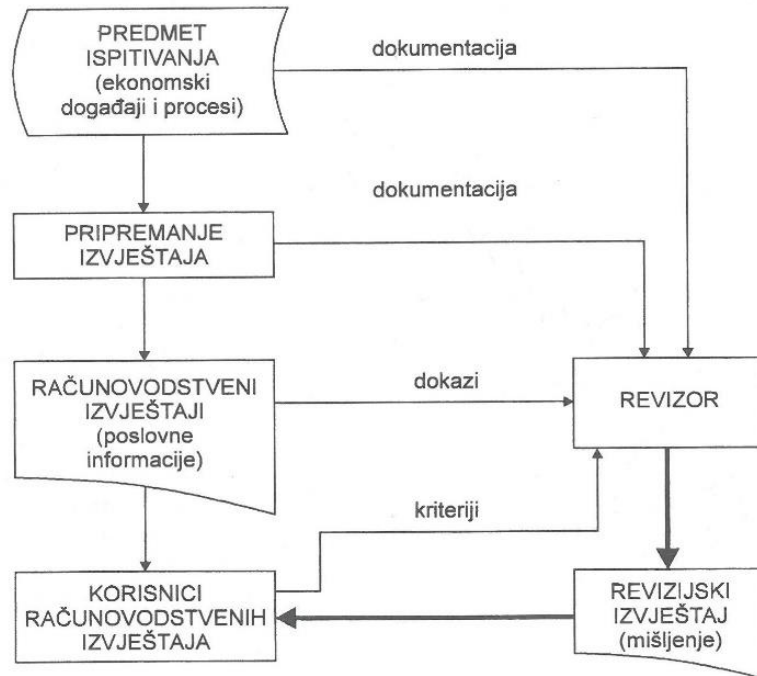 PREDMET
ISPITIVANJA
(ekonomski
događaji i procesi)
dokumentacija
dokumentacija
PRIPREMANJE
IZVJEŠTAJA
RAČUNOVODSTVENI
IZVJEŠTAJI
(poslovne
informacije)
dokazi
REVIZOR
kriteriji
KORISNICI
RAČUNOVODSTVENIH
IZVJEŠTAJA
REVIZIJSKI
IZVJEŠTAJ
(mišljenje)